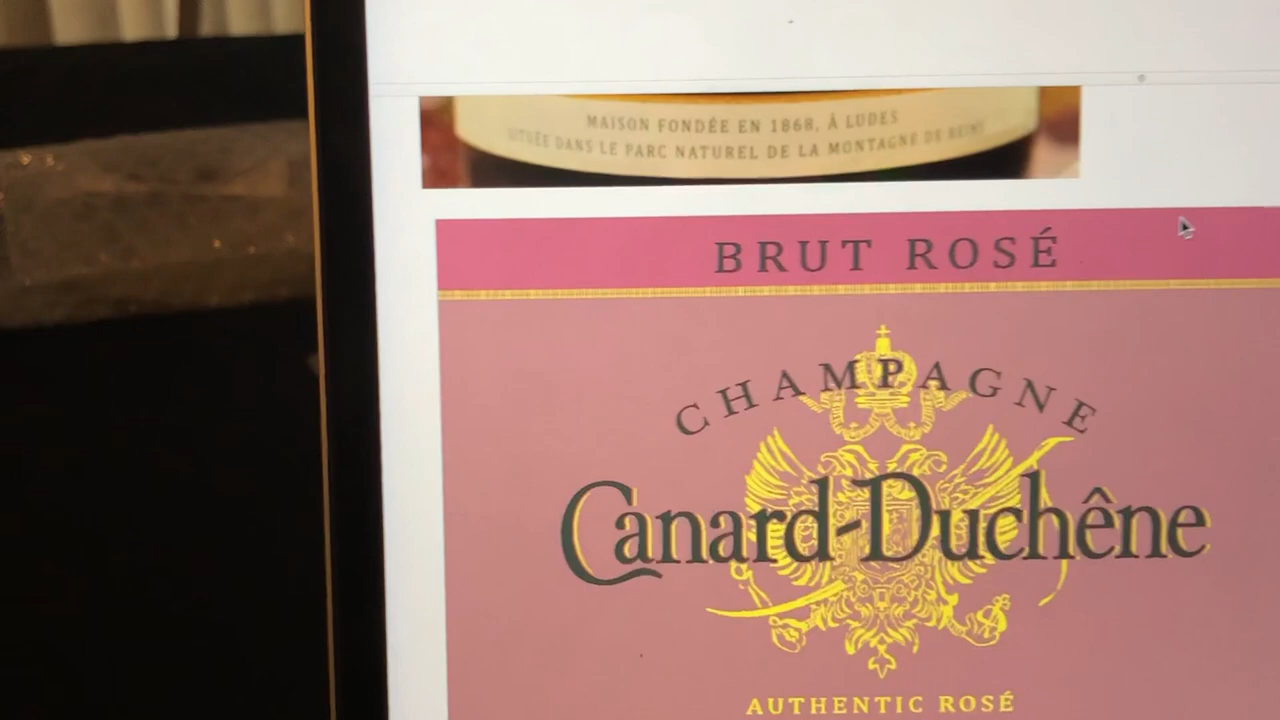 MAISON FONDÉE EN 1868, À LUDES
SITUÉE DANS LE PARC NATUREL DE LA MONTAGNE DE REIMS
BRUT ROSÉ
CHAMPAGNE
Canard-Duchêne
AUTHENTIC ROSÉ